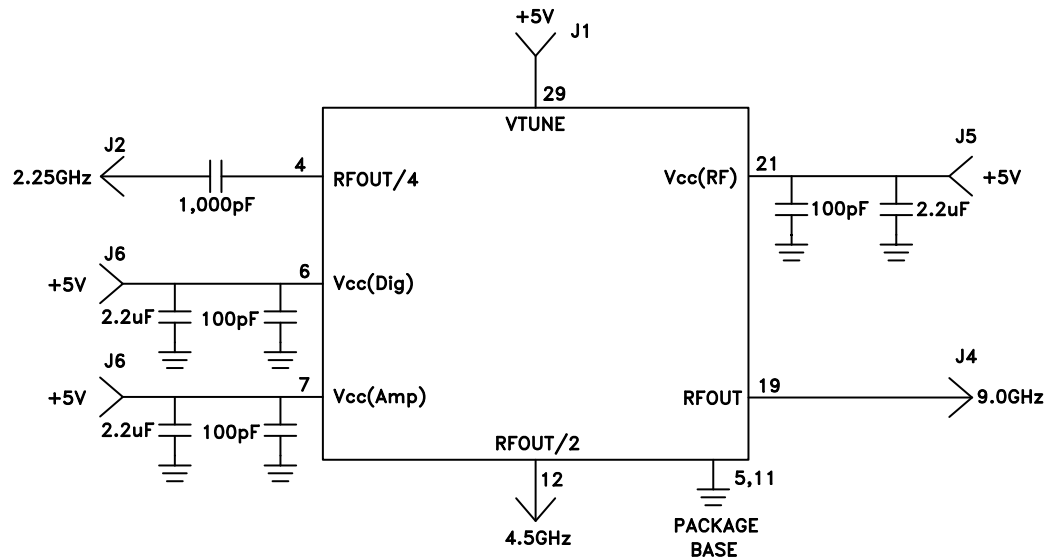 +5V
J1
29
VTUNE
J2
2.25GHz
1,000pF
4
RFOUT/4
Vcc(RF)
21
J5
+5V
100pF
2.2uF
J6
+5V
6
Vcc(Dig)
2.2uF
100pF
J6
+5V
7
Vcc(Amp)
2.2uF
100pF
RFOUT
19
J4
9.0GHz
RFOUT/2
12
4.5GHz
5,11
PACKAGE
BASE